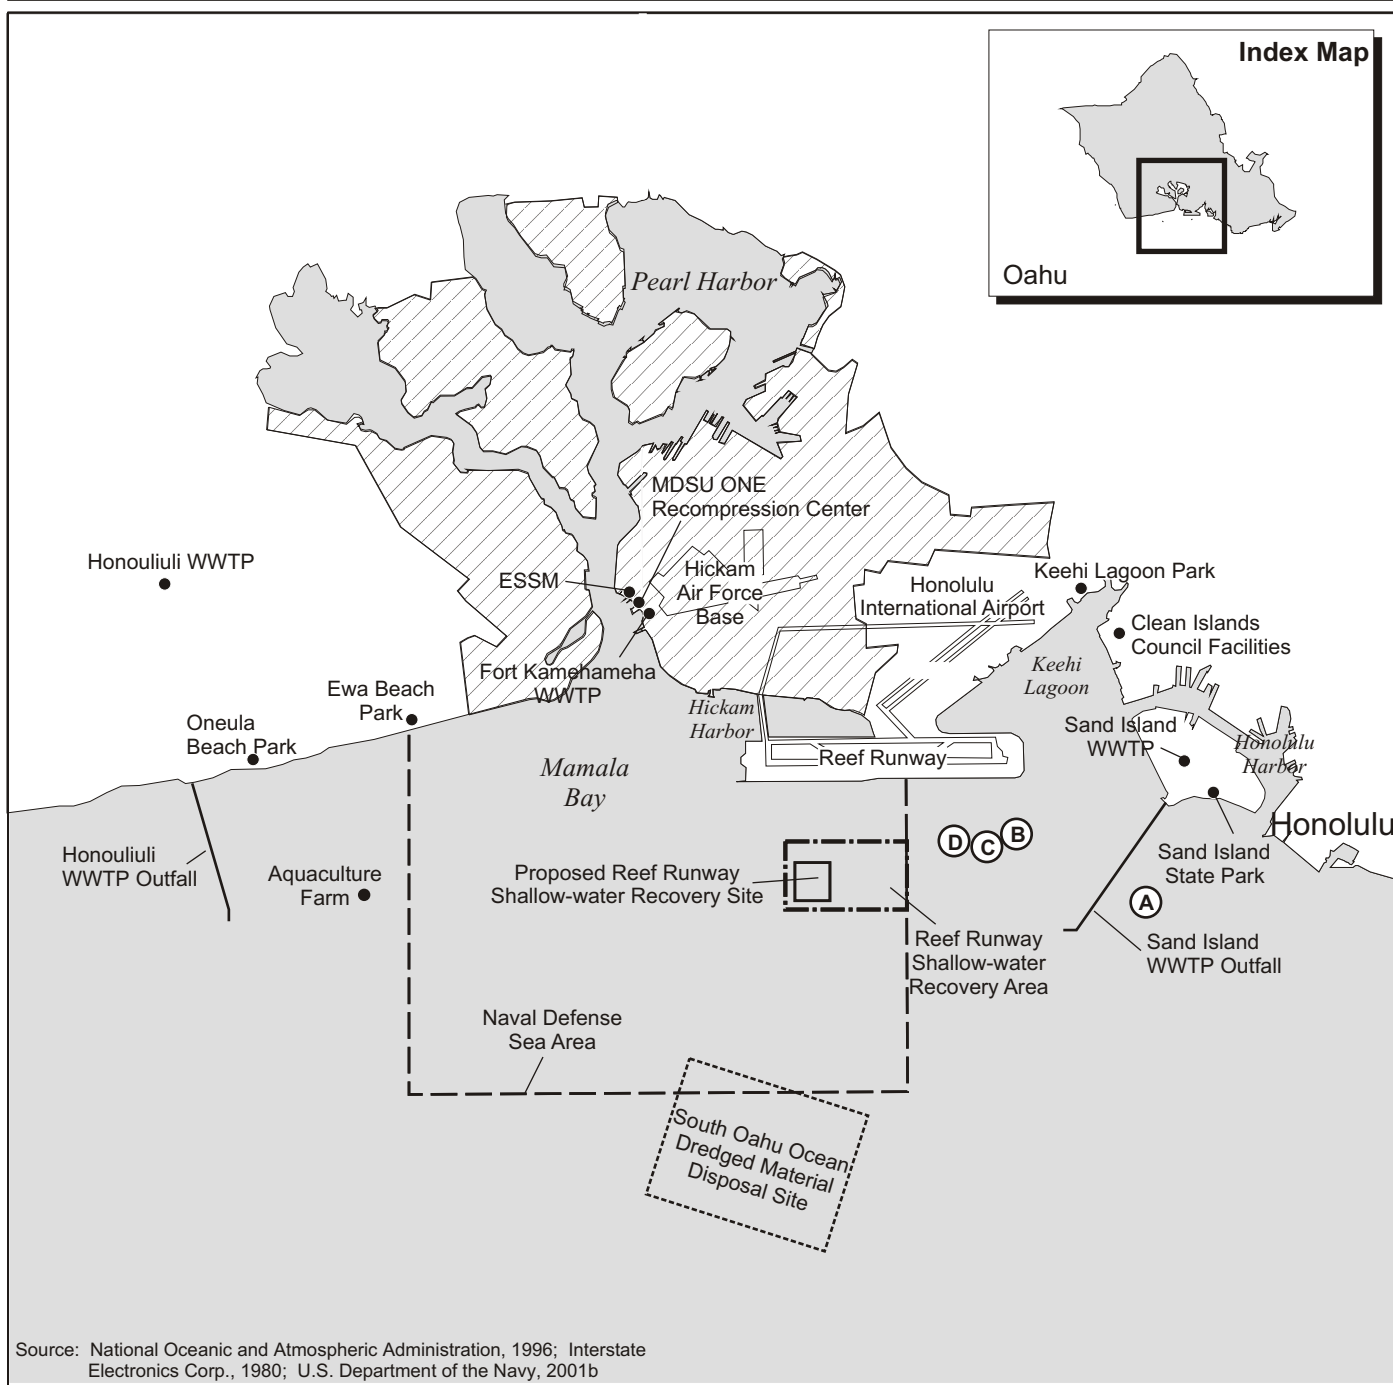 Index Map
Oahu
Pearl Harbor
MDSU ONE
Recompression Center
Honouliuli WWTP
ESSM
Hickam
Air Force
Base
Honolulu
International Airport
Keehi Lagoon Park
Clean Islands
Council Facilities
Keehi
Lagoon
Fort Kamehameha
WWTP
Ewa Beach
Park
Oneula
Beach Park
Hickam
Harbor
Sand Island
WWTP
Honolulu
Harbor
Reef Runway
Mamala
Bay
Honolulu
D
C
B
Honouliuli
WWTP Outfall
Aquaculture
Farm
Proposed Reef Runway
Shallow-water Recovery Site
Sand Island
State Park
A
Reef Runway
Shallow-water
Recovery Area
Sand Island
WWTP Outfall
Naval Defense
Sea Area
South Oahu Ocean
Dredged Material
Disposal Site
Source: National Oceanic and Atmospheric Administration, 1996; Interstate
Electronics Corp., 1980; U.S. Department of the Navy, 2001b